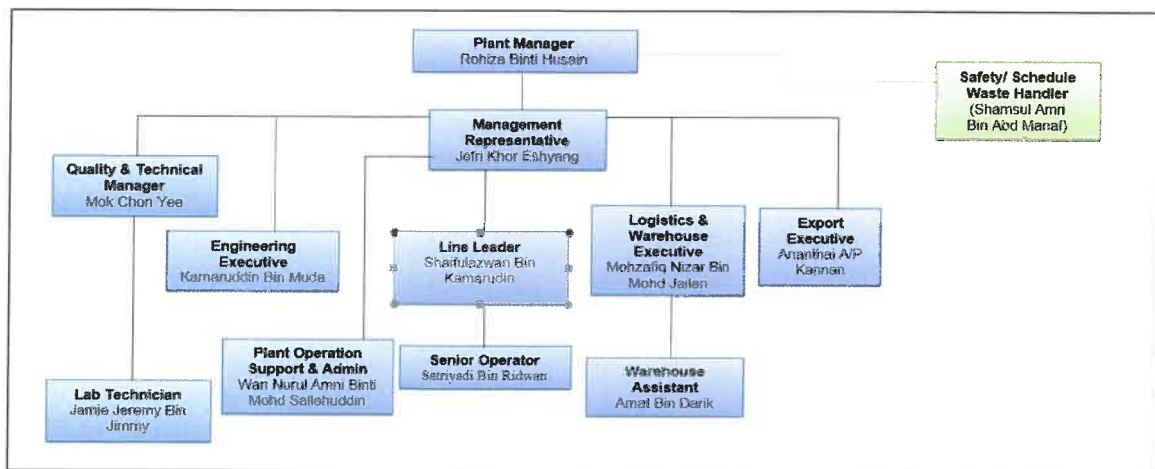 Plant Manager
Rohiza Binti Husain
Safety/ Schedule
Waste Handler
(Shamsul Amri
Bin Abd Manaf)
Management
Representative
Jefri Khor Eshyang
Quality & Technical
Manager
Mok Chon Yee
Engineering
Executive
Kamaruddin Bin Muda
Line Leader
Shaifulazwan Bin
Kamarudin
Logistics &
Warehouse
Executive
Mohzafiq Nizar Bin
Mohd Jailan
Export
Executive
Ananthai A/P
Kannan
Plant Operation
Support & Admin
Wan Nurul Amni Binti
Mohd Sallehuddin
Senior Operator
Satriyadi Bin Ridwan
Warehouse
Assistant
Amat Bin Darik
Lab Technician
Jamie Jeremy Bin
Jimmy